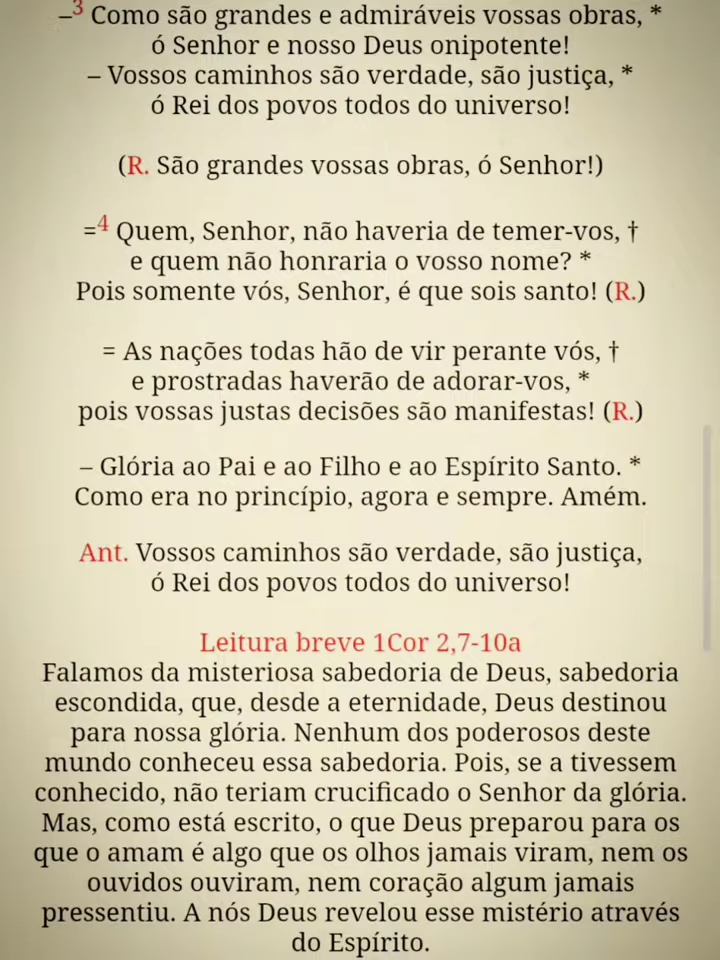 –3 Como são grandes e admiráveis vossas obras, *
ó Senhor e nosso Deus onipotente!
– Vossos caminhos são verdade, são justiça, *
ó Rei dos povos todos do universo!
(R. São grandes vossas obras, ó Senhor!)
=4 Quem, Senhor, não haveria de temer-vos, †
e quem não honraria o vosso nome? *
Pois somente vós, Senhor, é que sois santo! (R.)
= As nações todas hão de vir perante vós, †
e prostradas haverão de adorar-vos, *
pois vossas justas decisões são manifestas! (R.)
– Glória ao Pai e ao Filho e ao Espírito Santo. *
Como era no princípio, agora e sempre. Amém.
Ant. Vossos caminhos são verdade, são justiça,
ó Rei dos povos todos do universo!
Leitura breve 1Cor 2,7-10a
Falamos da misteriosa sabedoria de Deus, sabedoria
escondida, que, desde a eternidade, Deus destinou
para nossa glória. Nenhum dos poderosos deste
mundo conheceu essa sabedoria. Pois, se a tivessem
conhecido, não teriam crucificado o Senhor da glória.
Mas, como está escrito, o que Deus preparou para os
que o amam é algo que os olhos jamais viram, nem os
ouvidos ouviram, nem coração algum jamais
pressentiu. A nós Deus revelou esse mistério através
do Espírito.